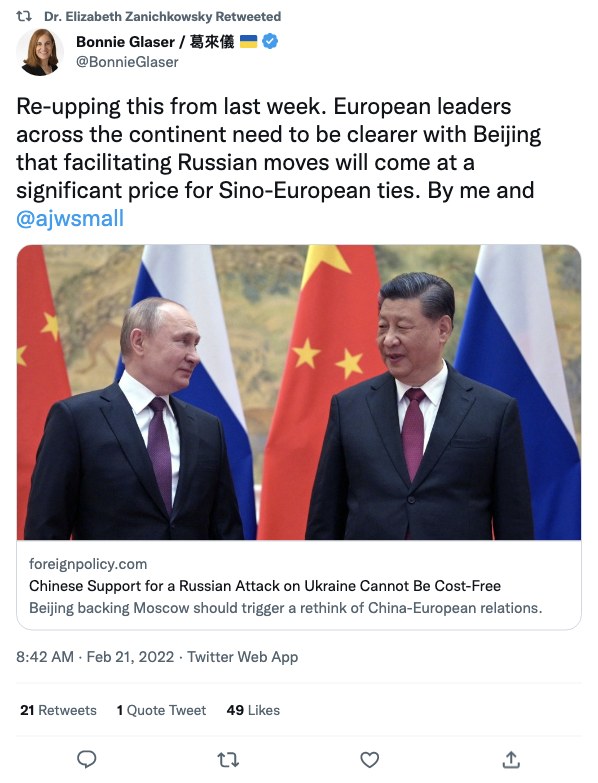 Dr. Elizabeth Zanichkowsky Retweeted
Bonnie Glaser / 葛來儀 🇺🇦
@BonnieGlaser
Re-upping this from last week. European leaders
across the continent need to be clearer with Beijing
that facilitating Russian moves will come at a
significant price for Sino-European ties. By me and
@ajwsmall
foreignpolicy.com
Chinese Support for a Russian Attack on Ukraine Cannot Be Cost-Free
Beijing backing Moscow should trigger a rethink of China-European relations.
8:42 AM · Feb 21, 2022 · Twitter Web App
21 Retweets 1 Quote Tweet 49 Likes